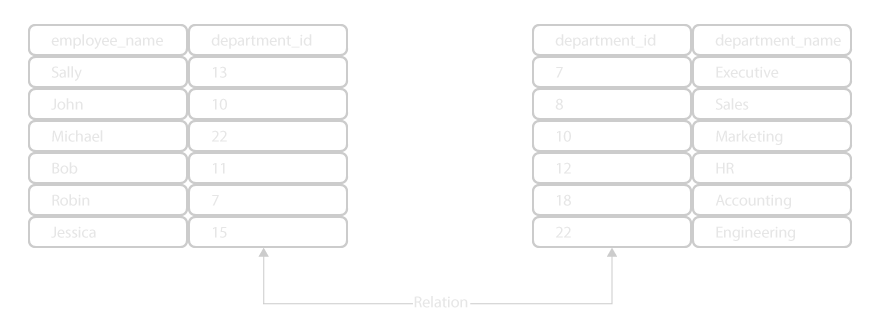 employee_name department_id department_id department_name
Sally 13 7 Executive
John 10 8 Sales
Michael 22 10 Marketing
Bob 11 12 HR
Robin 7 18 Accounting
Jessica 15 22 Engineering
Relation